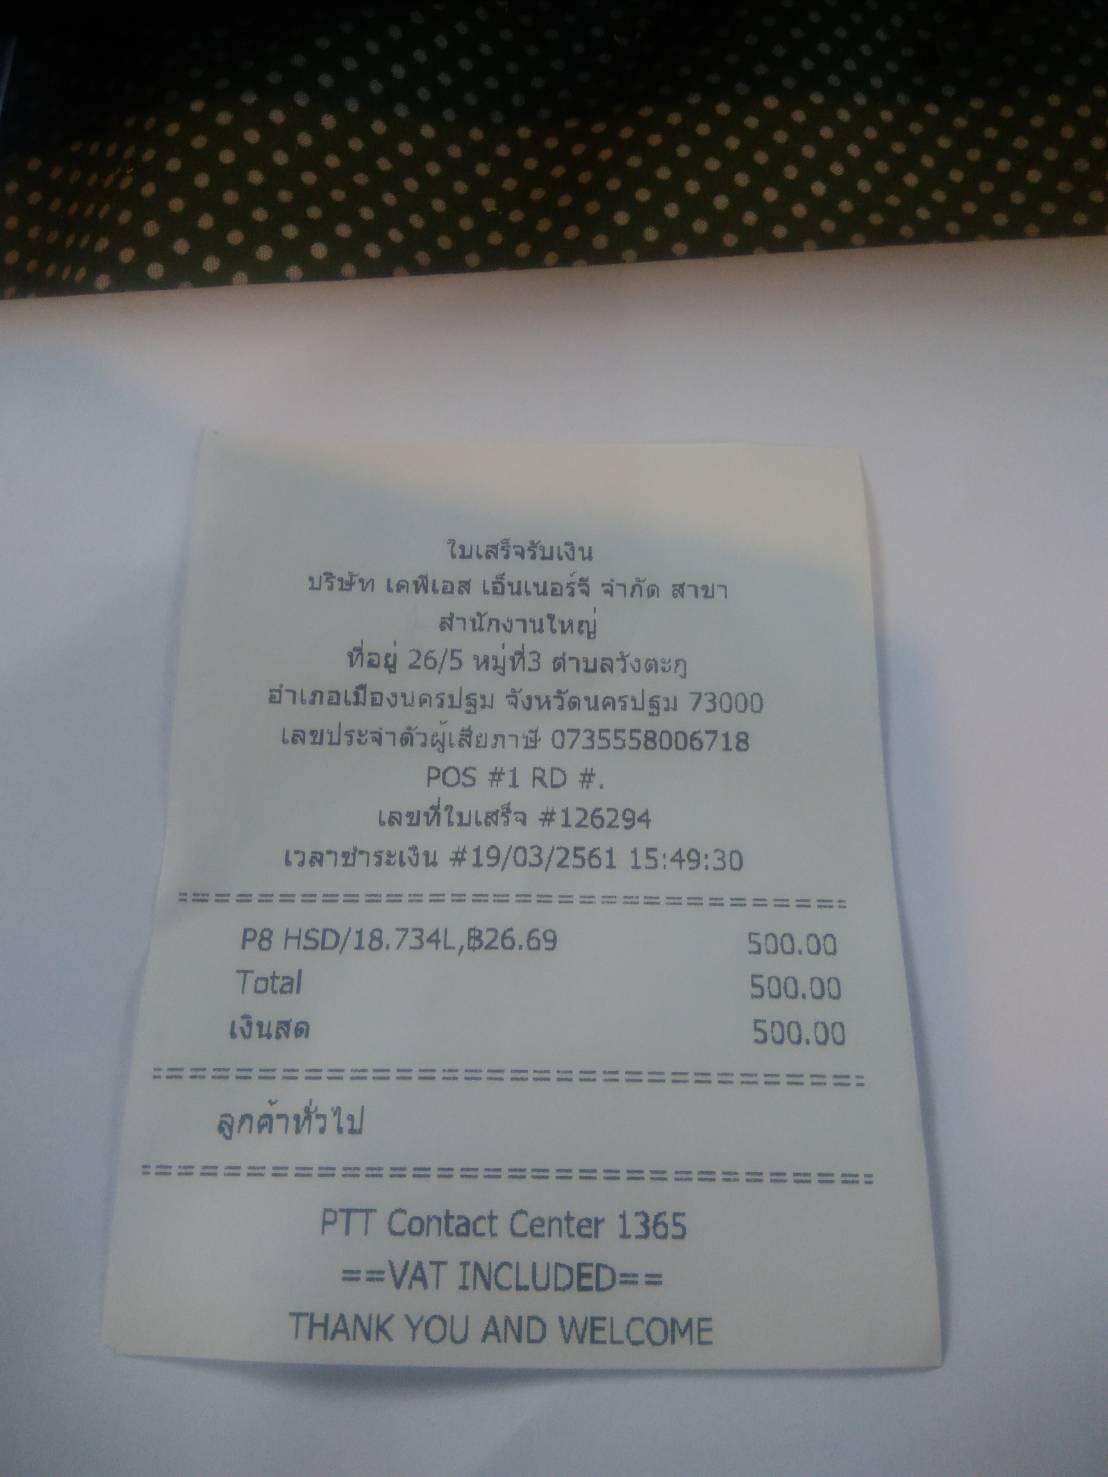 ใบเสร็จรับเงิน
บริษัท เคพีเอส เอ็นเนอร์จี จำกัด สาขา
สำนักงานใหญ่
ที่อยู่ 26/5 หมู่ที่3 ตำบลวังตะกู
อำเภอเมืองนครปฐม จังหวัดนครปฐม 73000
เลขประจำตัวผู้เสียภาษี 0735558006718
POS #1 RD #.
เลขที่ใบเสร็จ #126294
เวลาชำระเงิน #19/03/2561 15:49:30
================================
P8 HSD/18.734L,฿26.69 500.00
Total 500.00
เงินสด 500.00
================================
ลูกค้าทั่วไป
================================
PTT Contact Center 1365
==VAT INCLUDED==
THANK YOU AND WELCOME